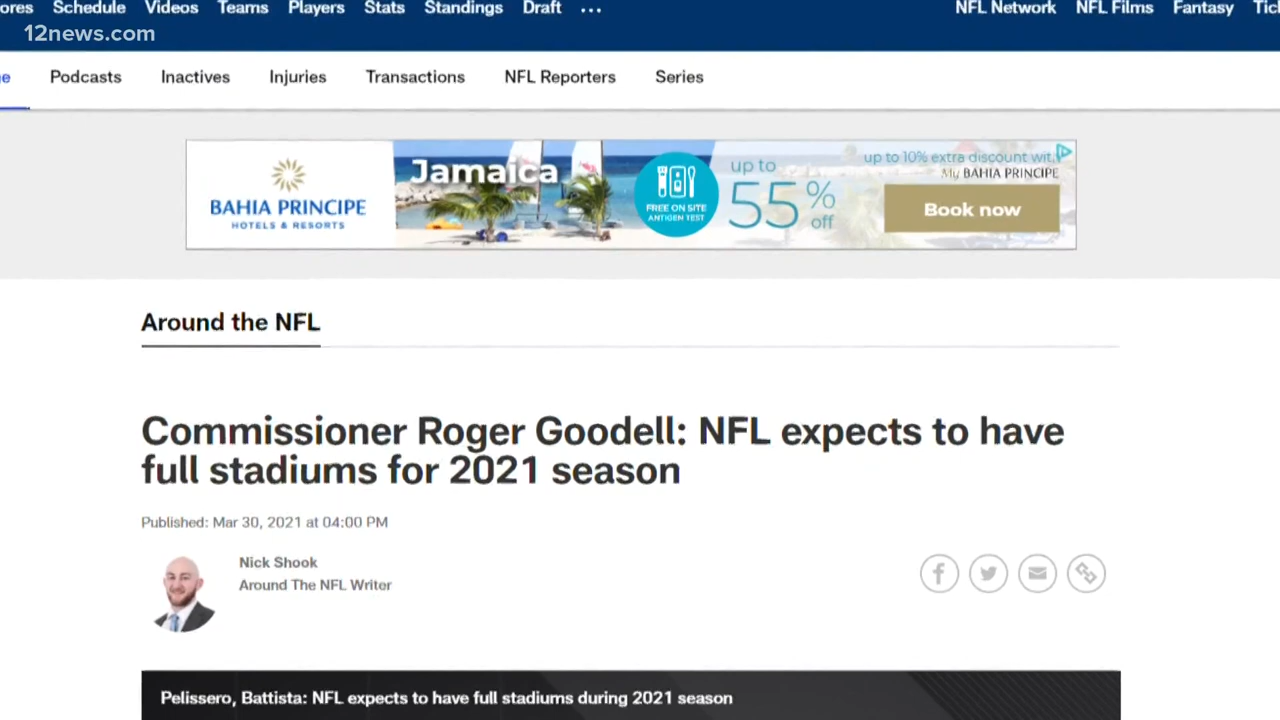 ores Schedule Videos Teams Players Stats Standings Draft ... NFL Network NFL Films Fantasy Tic
12news.com
e Podcasts Inactives Injuries Transactions NFL Reporters Series
BAHIA PRINCIPE
HOTELS & RESORTS
Jamaica
FREE ON SITE
ANTIGEN TEST
up to
55%
off
up to 10% extra discount wit
My BAHIA PRINCIPE
Book now
Around the NFL
Commissioner Roger Goodell: NFL expects to have
full stadiums for 2021 season
Published: Mar 30, 2021 at 04:00 PM
Nick Shook
Around The NFL Writer
Pelissero, Battista: NFL expects to have full stadiums during 2021 season